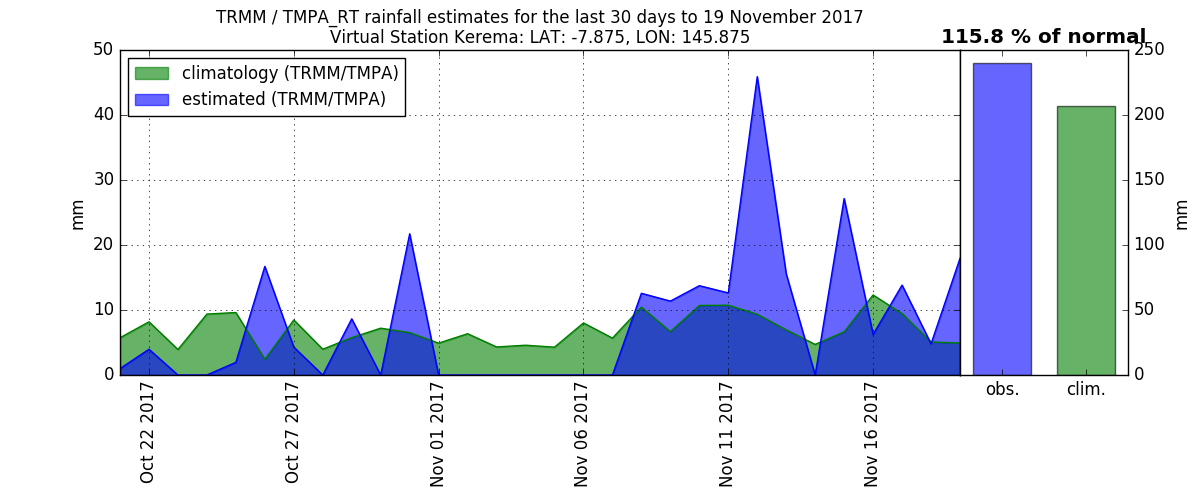 TRMM / TMPA_RT rainfall estimates for the last 30 days to 19 November 2017
Virtual Station Kerema: LAT: -7.875, LON: 145.875
115.8 % of normal
climatology (TRMM/TMPA)
estimated (TRMM/TMPA)
50
40
30
20
10
0
mm
Oct 22 2017
Oct 27 2017
Nov 01 2017
Nov 06 2017
Nov 11 2017
Nov 16 2017
obs.
clim.
250
200
150
100
50
0
mm